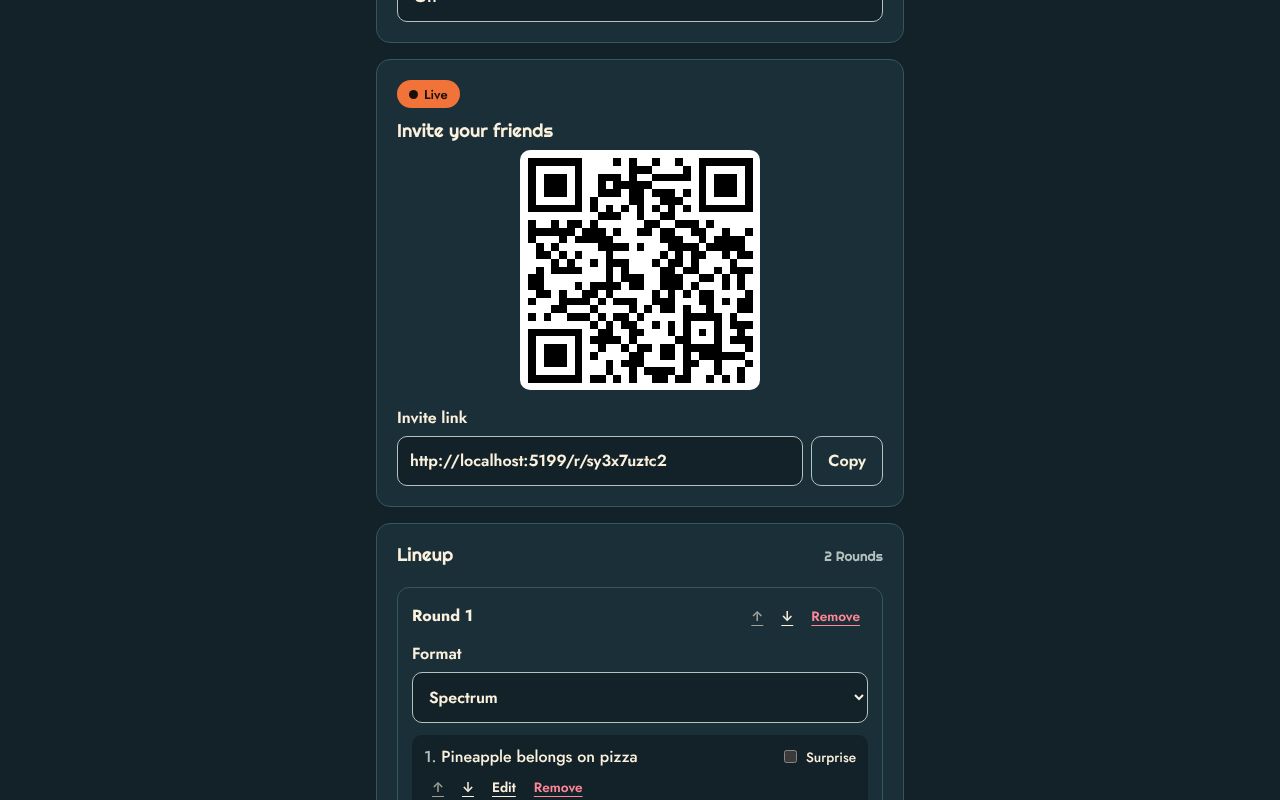 Live
Invite your friends
Invite link
http://localhost:5199/r/sy3x7uztc2
Copy
Lineup
2 Rounds
Round 1
↑ ↓ Remove
Format
Spectrum
1. Pineapple belongs on pizza
Surprise
↑ ↓ Edit Remove